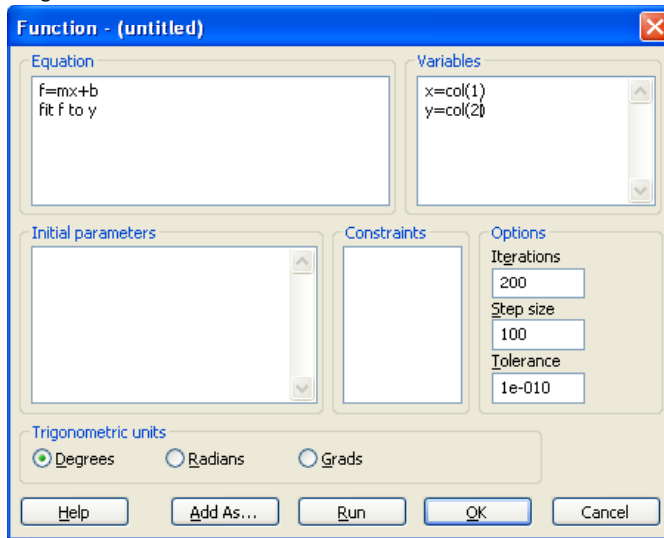 Function - (untitled)
Equation
f=mx+b
fit f to y
Variables
x=col(1)
y=col(2)
Initial parameters
Constraints
Options
Iterations
200
Step size
100
Tolerance
1e-010
Trigonometric units
Degrees Radians Grads
Help Add As... Run OK Cancel